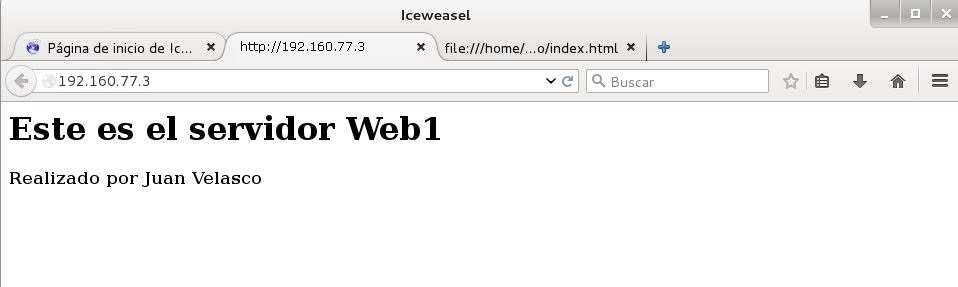 Iceweasel
Página de inicio de Ic... http://192.160.77.3 file:///home/...o/index.html
192.160.77.3 Buscar
Este es el servidor Web1
Realizado por Juan Velasco